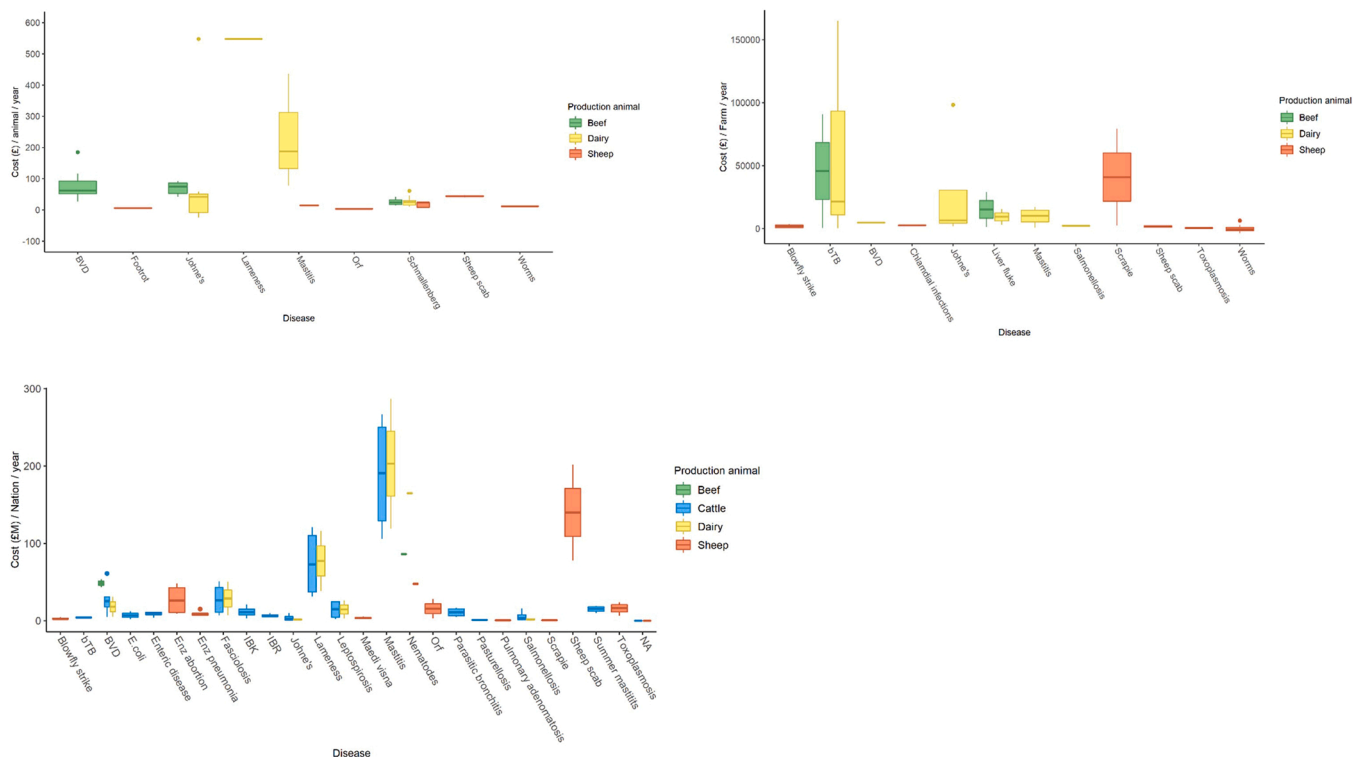 600
500
400
300
200
100
0
-100
Cost (£) / animal / year
BVD
Footrot
Johne's
Lameness
Mastitis
Orf
Schmallenberg
Sheep scab
Worms
Disease
Production animal
Beef
Dairy
Sheep
150000
100000
50000
0
Cost (£) / Farm / year
Blowfly strike
bTB
BVD
Chlamdial infections
Johne's
Liver fluke
Mastitis
Salmonellosis
Scrapie
Sheep scab
Toxoplasmosis
Worms
Disease
Production animal
Beef
Dairy
Sheep
300
200
100
0
Cost (£M) / Nation / year
Blowfly strike
bTB
BVD
E.coli
Enteric disease
Enz abortion
Enz pneumonia
Fasciolosis
IBK
IBR
Johne's
Lameness
Leptospirosis
Maedi visna
Mastitis
Nematodes
Orf
Parasitic bronchitis
Pasturellosis
Pulmonary adenomatosis
Salmonellosis
Scrapie
Sheep scab
Summer mastitits
Toxoplasmosis
NA
Disease
Production animal
Beef
Cattle
Dairy
Sheep